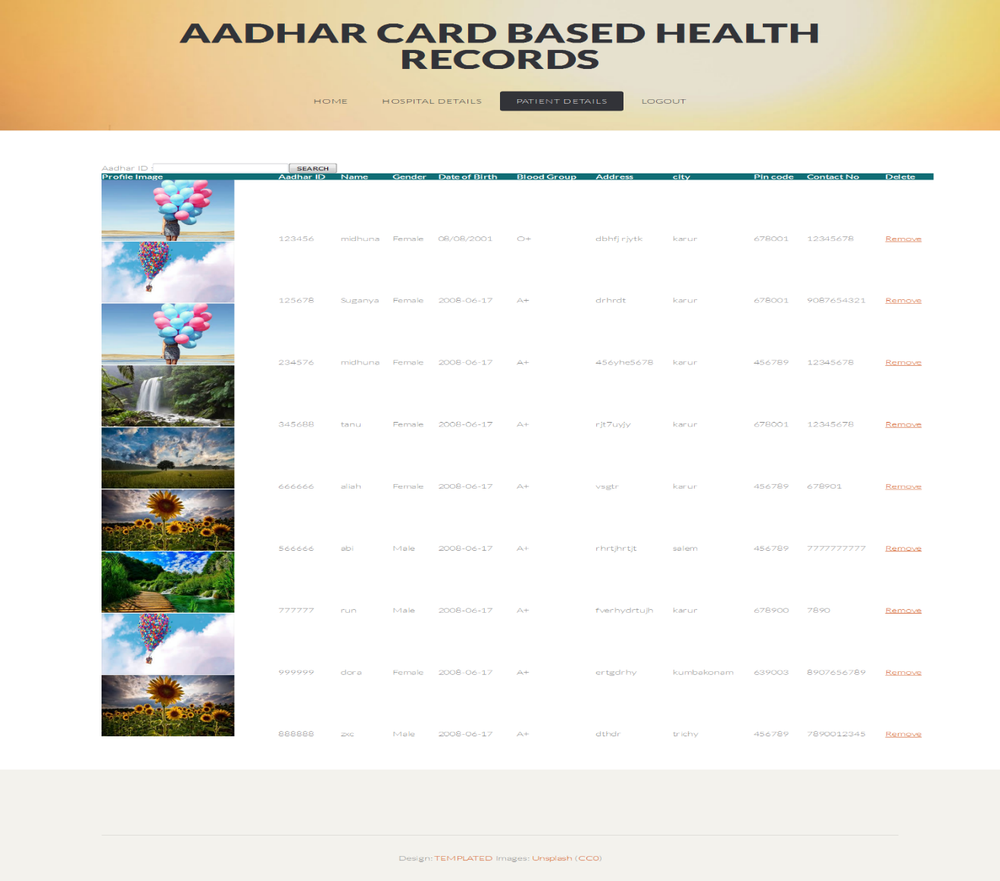 AADHAR CARD BASED HEALTH
RECORDS
HOME HOSPITAL DETAILS PATIENT DETAILS LOGOUT
Aadhar ID : SEARCH
Profile Image Aadhar ID Name Gender Date of Birth Blood Group Address city Pin code Contact No Delete
123456 midhuna Female 08/08/2001 O+ dbhfj rjytk karur 678001 12345678 Remove
125678 Suganya Female 2008-06-17 A+ drhrdt karur 678001 9087654321 Remove
234576 midhuna Female 2008-06-17 A+ 456yhe5678 karur 456789 12345678 Remove
345688 tanu Female 2008-06-17 A+ rjt7uyjy karur 678001 12345678 Remove
666666 aliah Female 2008-06-17 A+ vsgtr karur 456789 678901 Remove
566666 abi Male 2008-06-17 A+ rhrtjhrtjt salem 456789 7777777777 Remove
777777 run Male 2008-06-17 A+ fverhydrtujh karur 678900 7890 Remove
999999 dora Female 2008-06-17 A+ ertgdrhy kumbakonam 639003 8907656789 Remove
888888 zxc Male 2008-06-17 A+ dthdr trichy 456789 7890012345 Remove
Design: TEMPLATED Images: Unsplash (CC0)